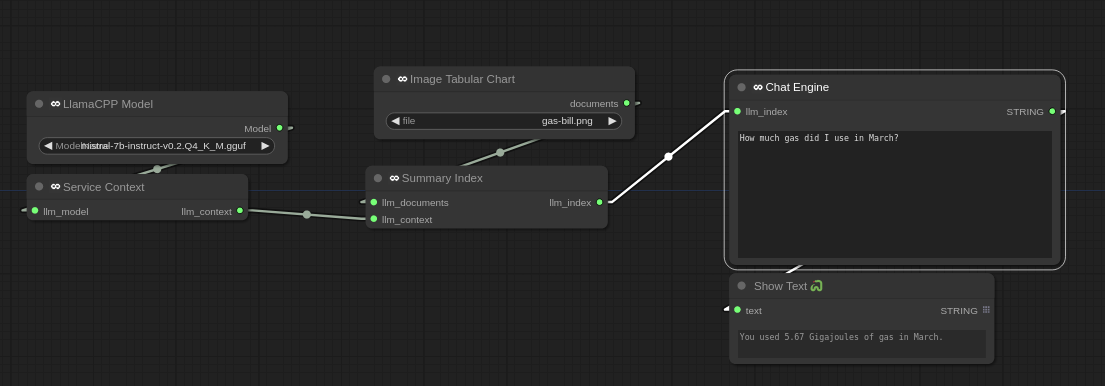 LlamaCPP Model
Model
Mistral-7b-instruct-v0.2.Q4_K_M.gguf
Service Context
llm_model
llm_context
Image Tabular Chart
documents
file
gas-bill.png
Summary Index
llm_documents
llm_index
llm_context
Chat Engine
llm_index
STRING
How much gas did I use in March?
Show Text
text
STRING
You used 5.67 Gigajoules of gas in March.